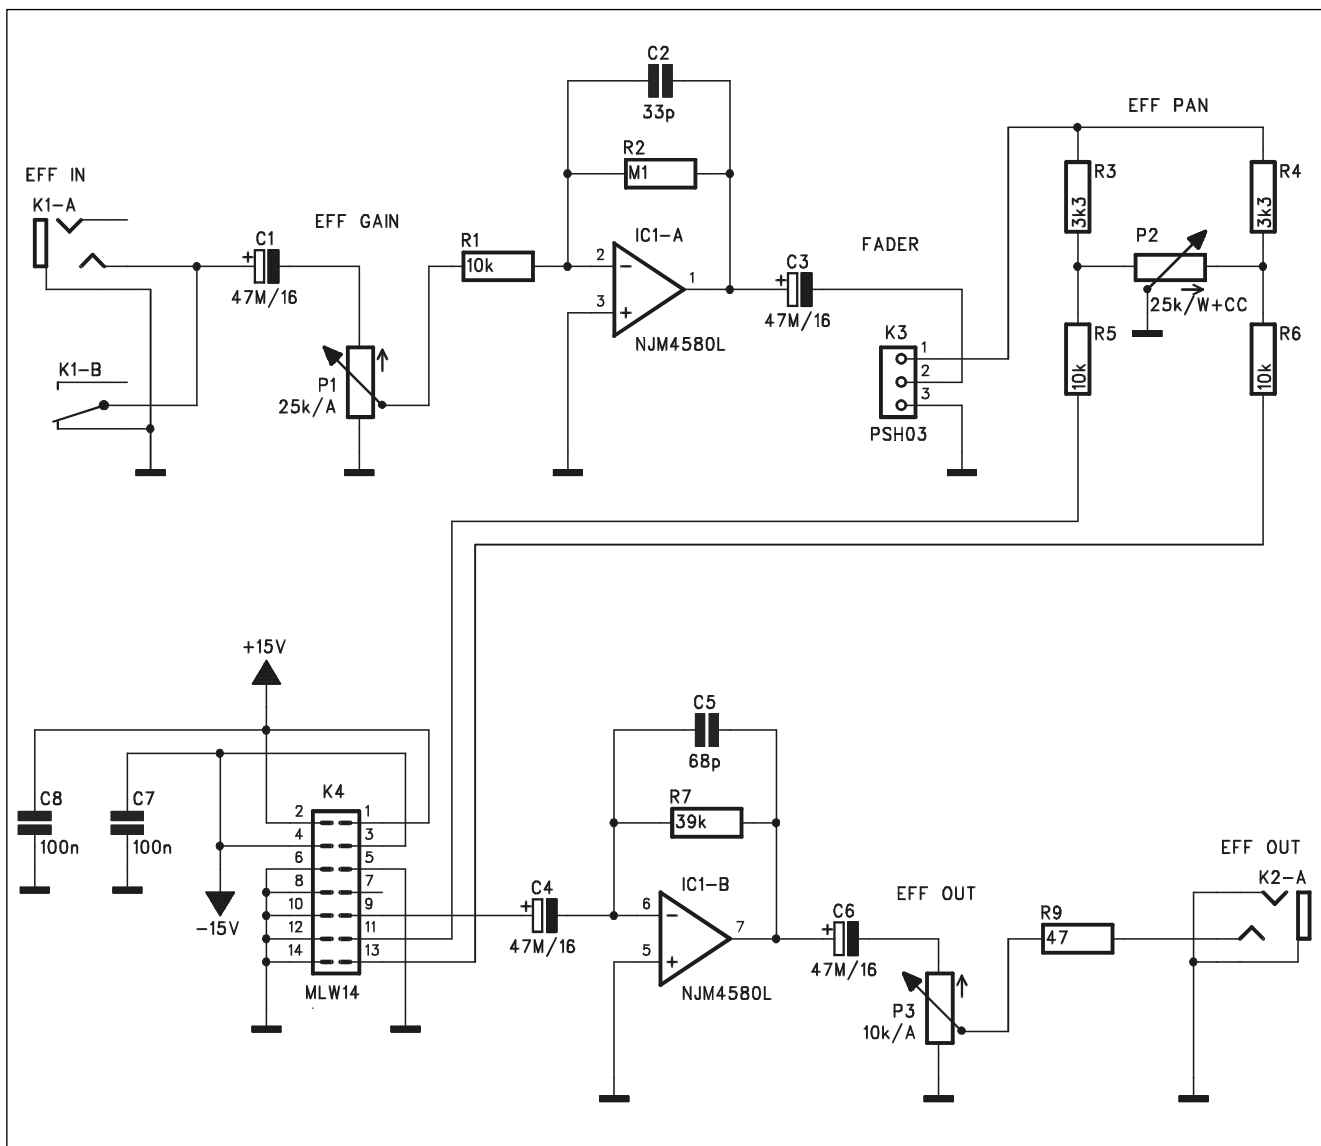 C2
33p
R2
M1
EFF PAN
EFF IN
K1-A
EFF GAIN
C1
+
47M/16
R1
10k
IC1-A
2
−
3
+
1
NJM4580L
FADER
C3
+
47M/16
R3
3k3
R4
3k3
P2
25k/W+CC
R5
10k
R6
10k
K3
1
2
3
PSH03
K1-B
P1
25k/A
+15V
C8
100n
C7
100n
-15V
K4
2
1
4
3
6
5
8
7
10
9
12
11
14
13
MLW14
C5
68p
R7
39k
C4
+
47M/16
IC1-B
6
−
5
+
7
NJM4580L
C6
+
47M/16
EFF OUT
P3
10k/A
R9
47
EFF OUT
K2-A